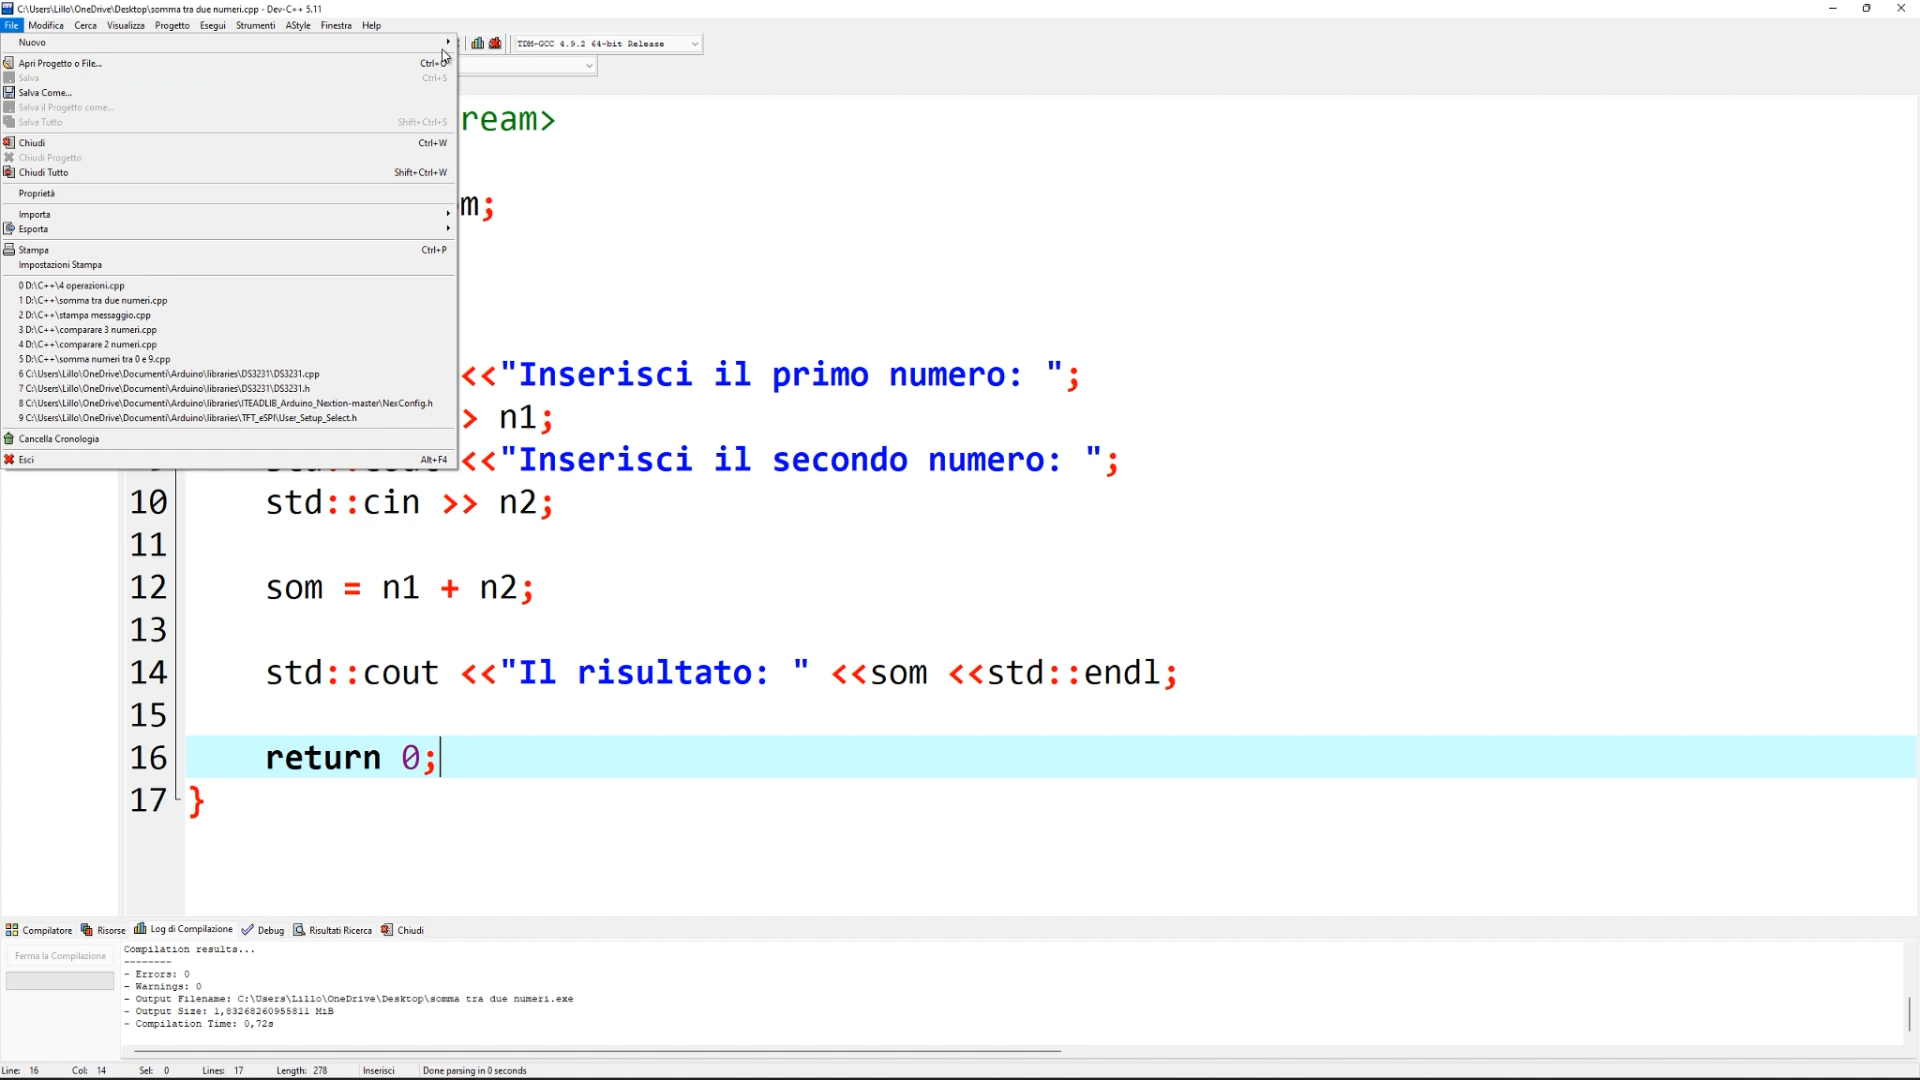 C:\Users\Lillo\OneDrive\Desktop\somma tra due numeri.cpp - Dev-C++ 5.11
File Modifica Cerca Visualizza Progetto Esegui Strumenti AStyle Finestra Help
Nuovo
TDM-GCC 4.9.2 64-bit Release
Apri Progetto o File... Ctrl+O
Salva Ctrl+S
Salva Come...
Salva il Progetto come...
Salva Tutto Shift+Ctrl+S
ream>
Chiudi Ctrl+W
Chiudi Progetto
Chiudi Tutto Shift+Ctrl+W
Proprietà
m;
Importa
Esporta
Stampa Ctrl+P
Impostazioni Stampa
0 D:\C++\4 operazioni.cpp
1 D:\C++\somma tra due numeri.cpp
2 D:\C++\stampa messaggio.cpp
3 D:\C++\comparare 3 numeri.cpp
4 D:\C++\comparare 2 numeri.cpp
5 D:\C++\somma numeri tra 0 e 9.cpp
6 C:\Users\Lillo\OneDrive\Documenti\Arduino\libraries\DS3231\DS3231.cpp
7 C:\Users\Lillo\OneDrive\Documenti\Arduino\libraries\DS3231\DS3231.h
8 C:\Users\Lillo\OneDrive\Documenti\Arduino\libraries\ITEADLIB_Arduino_Nextion-master\NexConfig.h
9 C:\Users\Lillo\OneDrive\Documenti\Arduino\libraries\TFT_eSPI\User_Setup_Select.h
Cancella Cronologia
Esci Alt+F4
<<"Inserisci il primo numero: ";
> n1;
<<"Inserisci il secondo numero: ";
10 std::cin >> n2;
11
12 som = n1 + n2;
13
14 std::cout <<"Il risultato: " <<som <<std::endl;
15
16 return 0;
17 }
Compilatore Risorse Log di Compilazione Debug Risultati Ricerca Chiudi
Ferma la Compilazione
Compilation results...
--------
- Errors: 0
- Warnings: 0
- Output Filename: C:\Users\Lillo\OneDrive\Desktop\somma tra due numeri.exe
- Output Size: 1,83268260955811 MiB
- Compilation Time: 0,72s
Line: 16 Col: 14 Sel: 0 Lines: 17 Length: 278 Inserisci Done parsing in 0 seconds